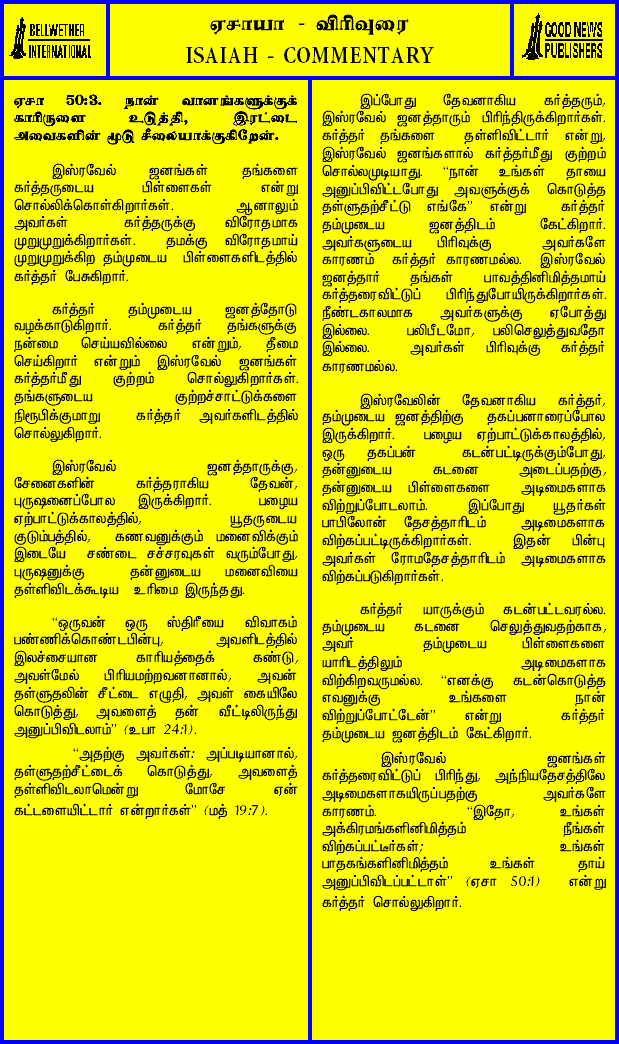 BELLWETHER
INTERNATIONAL
ஏசாயா - விரிவுரை
ISAIAH - COMMENTARY
GOOD NEWS
PUBLISHERS
ஏசா 50:3. நான் வானங்களுக்குக்
காரிருளை உடுத்தி, இரட்டை
அவைகளின் மூடு சீலையாக்குகிறேன்.
இஸ்ரவேல் ஜனங்கள் தங்களை
கர்த்தருடைய பிள்ளைகள் என்று
சொல்லிக்கொள்கிறார்கள். ஆனாலும்
அவர்கள் கர்த்தருக்கு விரோதமாக
முறுமுறுக்கிறார்கள். தமக்கு விரோதமாய்
முறுமுறுக்கிற தம்முடைய பிள்ளைகளிடத்தில்
கர்த்தர் பேசுகிறார்.
கர்த்தர் தம்முடைய ஜனத்தோடு
வழக்காடுகிறார். கர்த்தர் தங்களுக்கு
நன்மை செய்யவில்லை என்றும், தீமை
செய்கிறார் என்றும் இஸ்ரவேல் ஜனங்கள்
கர்த்தர்மீது குற்றம் சொல்லுகிறார்கள்.
தங்களுடைய குற்றச்சாட்டுக்களை
நிரூபிக்குமாறு கர்த்தர் அவர்களிடத்தில்
சொல்லுகிறார்.
இஸ்ரவேல் ஜனத்தாருக்கு,
சேனைகளின் கர்த்தராகிய தேவன்,
புருஷனைப்போல இருக்கிறார். பழைய
ஏற்பாட்டுக்காலத்தில், யூதருடைய
குடும்பத்தில், கணவனுக்கும் மனைவிக்கும்
இடையே சண்டை சச்சரவுகள் வரும்போது,
புருஷனுக்கு தன்னுடைய மனைவியை
தள்ளிவிடக்கூடிய உரிமை இருந்தது.
“ஒருவன் ஒரு ஸ்திரீயை விவாகம்
பண்ணிக்கொண்டபின்பு, அவளிடத்தில்
இலச்சையான காரியத்தைக் கண்டு,
அவள்மேல் பிரியமற்றவனானால், அவன்
தள்ளுதலின் சீட்டை எழுதி, அவள் கையிலே
கொடுத்து, அவளைத் தன் வீட்டிலிருந்து
அனுப்பிவிடலாம்” (உபா 24:1).
“அதற்கு அவர்கள்: அப்படியானால்,
தள்ளுதற்சீட்டைக் கொடுத்து, அவளைத்
தள்ளிவிடலாமென்று மோசே ஏன்
கட்டளையிட்டார் என்றார்கள்” (மத் 19:7).
இப்போது தேவனாகிய கர்த்தரும்,
இஸ்ரவேல் ஜனத்தாரும் பிரிந்திருக்கிறார்கள்.
கர்த்தர் தங்களை தள்ளிவிட்டார் என்று,
இஸ்ரவேல் ஜனங்களால் கர்த்தர்மீது குற்றம்
சொல்லமுடியாது. “நான் உங்கள் தாயை
அனுப்பிவிட்டபோது அவளுக்குக் கொடுத்த
தள்ளுதற்சீட்டு எங்கே” என்று கர்த்தர்
தம்முடைய ஜனத்திடம் கேட்கிறார்.
அவர்களுடைய பிரிவுக்கு அவர்களே
காரணம் கர்த்தர் காரணமல்ல. இஸ்ரவேல்
ஜனத்தார் தங்கள் பாவத்தினிமித்தமாய்
கர்த்தரைவிட்டுப் பிரிந்துபோயிருக்கிறார்கள்.
நீண்டகாலமாக அவர்களுக்கு ஏபோத்து
இல்லை. பலிபீடமோ, பலிசெலுத்துவதோ
இல்லை. அவர்கள் பிரிவுக்கு கர்த்தர்
காரணமல்ல.
இஸ்ரவேலின் தேவனாகிய கர்த்தர்,
தம்முடைய ஜனத்திற்கு தகப்பனாரைப்போல
இருக்கிறார். பழைய ஏற்பாட்டுக்காலத்தில்,
ஒரு தகப்பன் கடன்பட்டிருக்கும்போது,
தன்னுடைய கடனை அடைப்பதற்கு,
தன்னுடைய பிள்ளைகளை அடிமைகளாக
விற்றுப்போடலாம். இப்போது யூதர்கள்
பாபிலோன் தேசத்தாரிடம் அடிமைகளாக
விற்கப்பட்டிருக்கிறார்கள். இதன் பின்பு
அவர்கள் ரோமதேசத்தாரிடம் அடிமைகளாக
விற்கப்படுகிறார்கள்.
கர்த்தர் யாருக்கும் கடன்பட்டவரல்ல.
தம்முடைய கடனை செலுத்துவதற்காக,
அவர் தம்முடைய பிள்ளைகளை
யாரிடத்திலும் அடிமைகளாக
விற்கிறவருமல்ல. “எனக்கு கடன்கொடுத்த
எவனுக்கு உங்களை நான்
விற்றுப்போட்டேன்” என்று கர்த்தர்
தம்முடைய ஜனத்திடம் கேட்கிறார்.
இஸ்ரவேல் ஜனங்கள்
கர்த்தரைவிட்டுப் பிரிந்து, அந்நியதேசத்திலே
அடிமைகளாகயிருப்பதற்கு அவர்களே
காரணம். “இதோ, உங்கள்
அக்கிரமங்களினிமித்தம் நீங்கள்
விற்கப்பட்டீர்கள்; உங்கள்
பாதகங்களினிமித்தம் உங்கள் தாய்
அனுப்பிவிடப்பட்டாள்” (ஏசா 50:1) என்று
கர்த்தர் சொல்லுகிறார்.